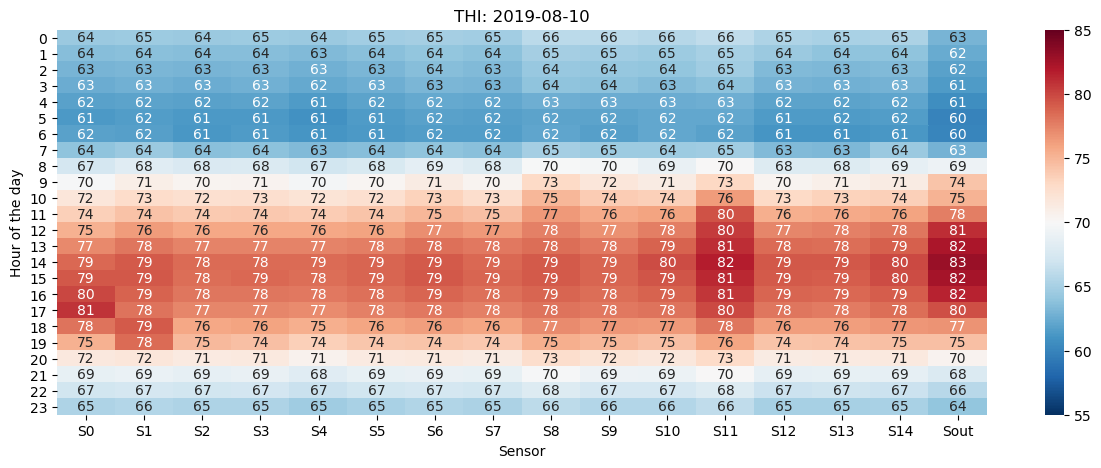 THI: 2019-08-10
0 64 65 64 65 64 65 65 65 66 66 66 66 65 65 65 63
1 64 64 64 64 63 64 64 64 65 65 65 65 64 64 64 62
2 63 63 63 63 63 63 64 63 64 64 64 65 63 63 63 62
3 63 63 63 63 62 63 63 63 64 64 63 64 63 63 63 61
4 62 62 62 62 61 62 62 62 63 63 63 63 62 62 62 61
5 61 62 61 61 61 61 62 62 62 62 62 62 61 62 62 60
6 62 62 61 61 61 61 62 62 62 62 62 62 61 61 61 60
7 64 64 64 64 63 64 64 64 65 65 64 65 63 63 64 63
8 67 68 68 68 67 68 69 68 70 70 69 70 68 68 69 69
9 70 71 70 71 70 70 71 70 73 72 71 73 70 71 71 74
10 72 73 72 73 72 72 73 73 75 74 74 76 73 73 74 75
11 74 74 74 74 74 74 75 75 77 76 76 80 76 76 76 78
12 75 76 76 76 76 76 77 77 78 77 78 80 77 78 78 81
13 77 78 77 77 77 78 78 78 78 78 79 81 78 78 79 82
14 79 79 78 78 79 79 79 79 79 79 80 82 79 79 80 83
15 79 79 78 79 78 79 79 79 79 79 79 81 79 79 80 82
16 80 79 78 78 78 78 79 78 79 78 79 81 79 79 79 82
17 81 78 77 77 77 78 78 78 78 78 78 80 78 78 78 80
18 78 79 76 76 75 76 76 76 77 77 77 78 76 76 77 77
19 75 78 75 74 74 74 74 74 75 75 75 76 74 74 75 75
20 72 72 71 71 71 71 71 71 73 72 72 73 71 71 71 70
21 69 69 69 69 68 69 69 69 70 69 69 70 69 69 69 68
22 67 67 67 67 67 67 67 67 68 67 67 68 67 67 67 66
23 65 66 65 65 65 65 65 65 66 66 66 66 65 65 65 64
S0 S1 S2 S3 S4 S5 S6 S7 S8 S9 S10 S11 S12 S13 S14 Sout
Sensor
Hour of the day
85
80
75
70
65
60
55